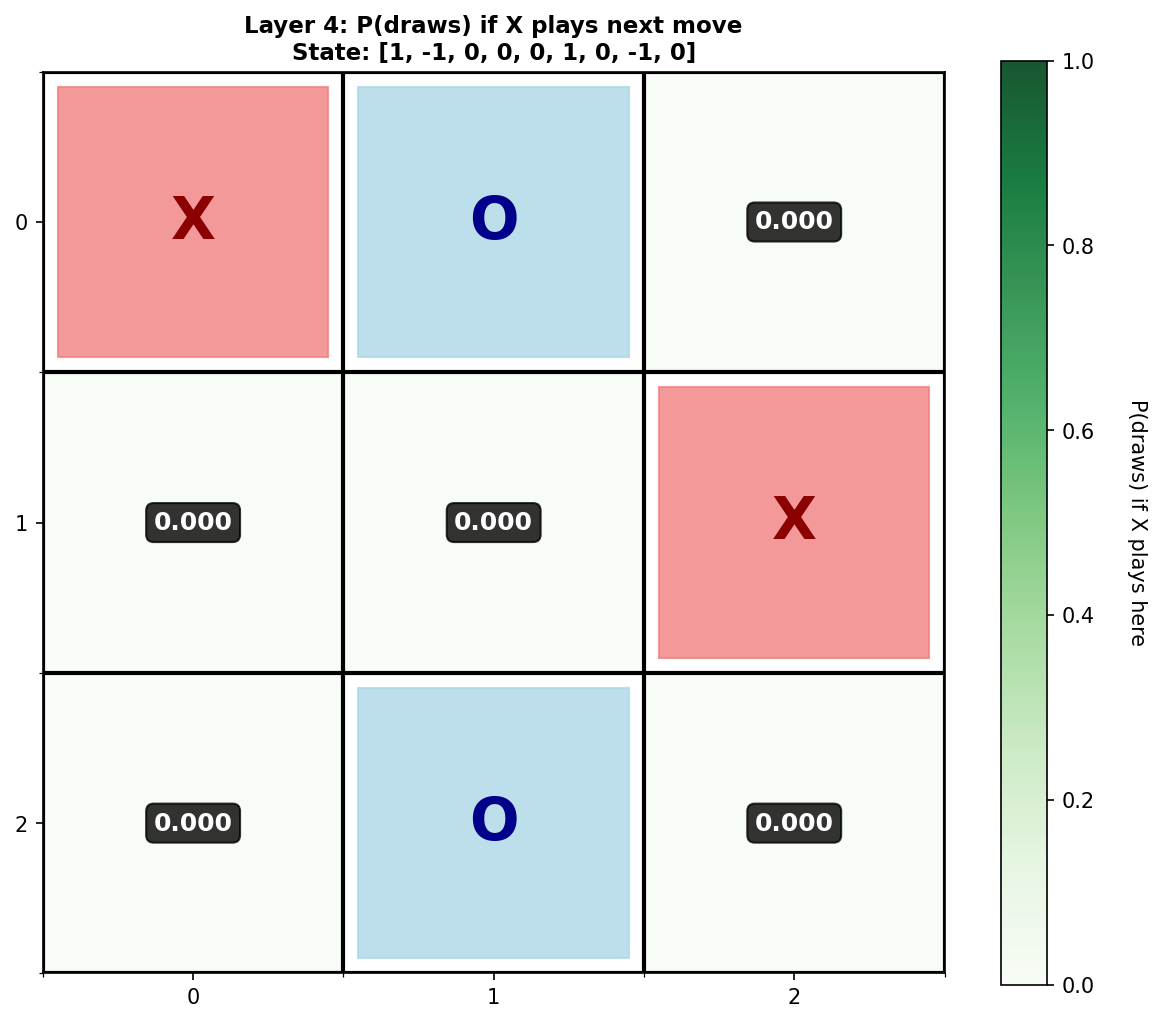 Layer 4: P(draws) if X plays next move
State: [1, -1, 0, 0, 0, 1, 0, -1, 0]
0
X
O
0.000
1
0.000
0.000
X
2
0.000
O
0.000
0
1
2
1.0
0.8
0.6
0.4
0.2
0.0
P(draws) if X plays here